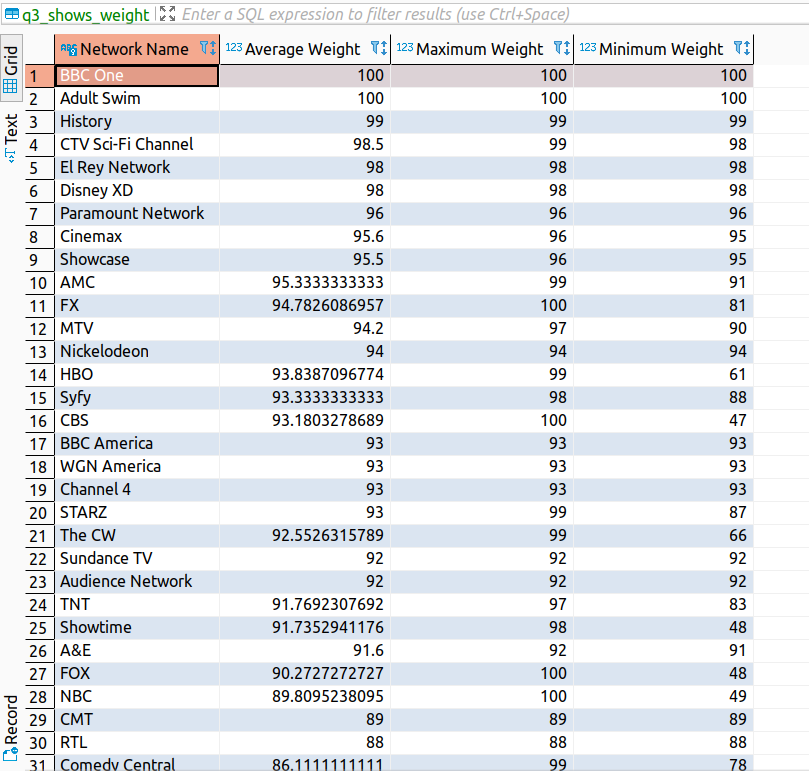 q3_shows_weight Enter a SQL expression to filter results (use Ctrl+Space)
Grid
Text
Record
ABC Network Name 123 Average Weight 123 Maximum Weight 123 Minimum Weight
1 BBC One 100 100 100
2 Adult Swim 100 100 100
3 History 99 99 99
4 CTV Sci-Fi Channel 98.5 99 98
5 El Rey Network 98 98 98
6 Disney XD 98 98 98
7 Paramount Network 96 96 96
8 Cinemax 95.6 96 95
9 Showcase 95.5 96 95
10 AMC 95.3333333333 99 91
11 FX 94.7826086957 100 81
12 MTV 94.2 97 90
13 Nickelodeon 94 94 94
14 HBO 93.8387096774 99 61
15 Syfy 93.3333333333 98 88
16 CBS 93.1803278689 100 47
17 BBC America 93 93 93
18 WGN America 93 93 93
19 Channel 4 93 93 93
20 STARZ 93 99 87
21 The CW 92.5526315789 99 66
22 Sundance TV 92 92 92
23 Audience Network 92 92 92
24 TNT 91.7692307692 97 83
25 Showtime 91.7352941176 98 48
26 A&E 91.6 92 91
27 FOX 90.2727272727 100 48
28 NBC 89.8095238095 100 49
29 CMT 89 89 89
30 RTL 88 88 88
31 Comedy Central 86.1111111111 99 78